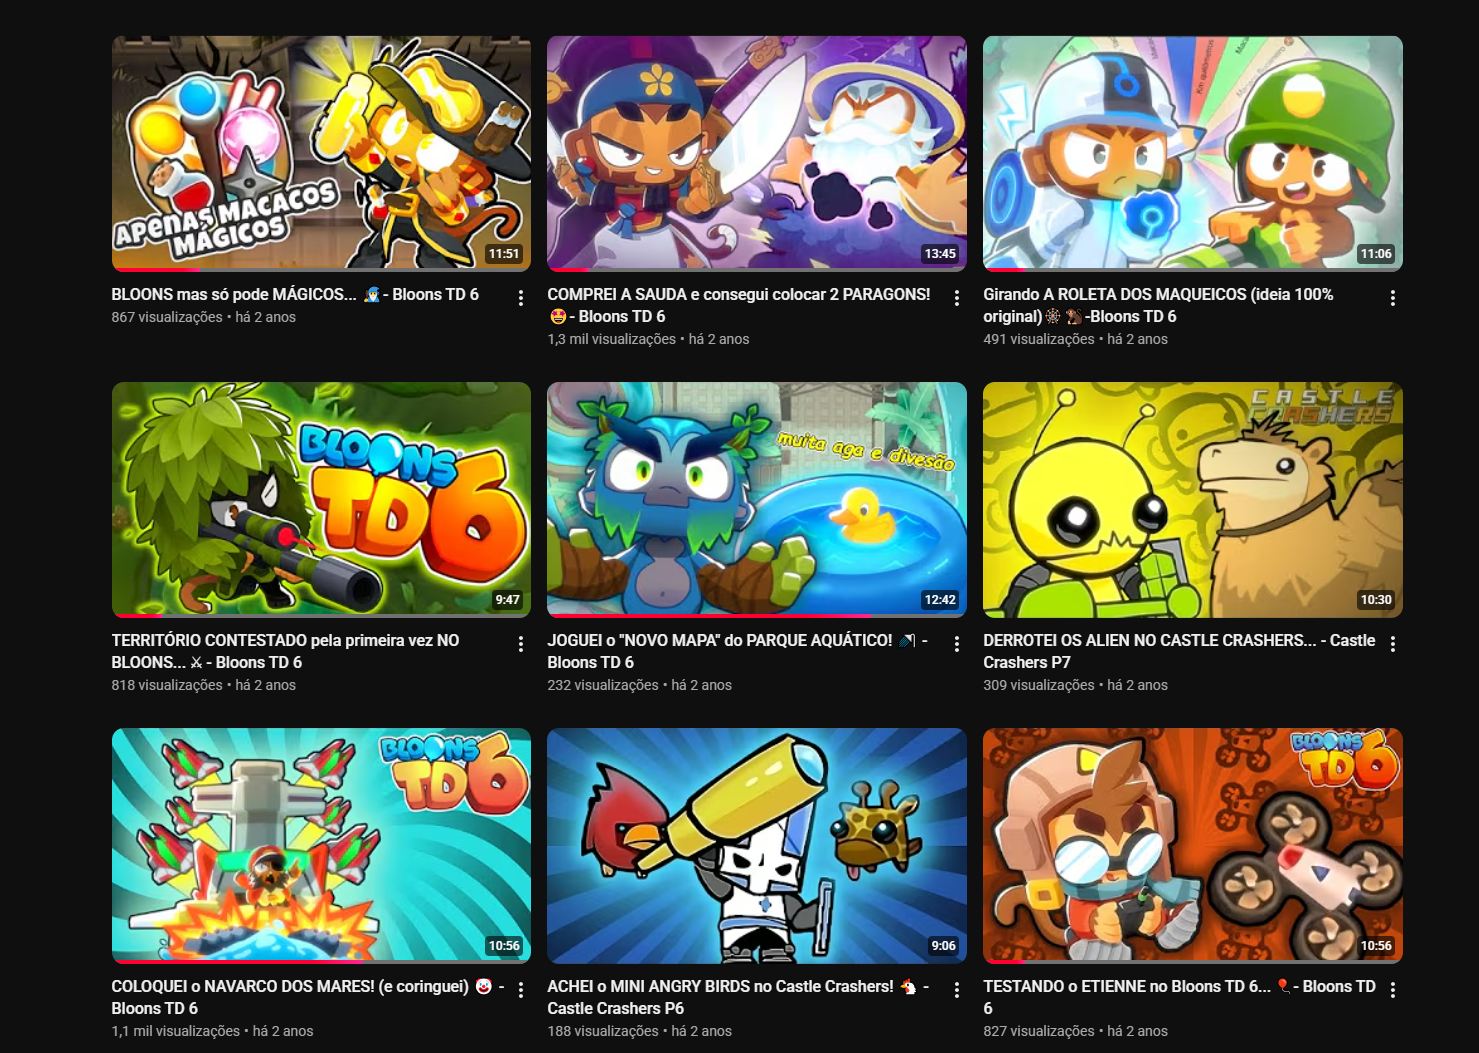 APENAS MACACOS
MÁGICOS
11:51
BLOONS mas só pode MÁGICOS... 🧙‍♂️ - Bloons TD 6
867 visualizações • há 2 anos
13:45
COMPREI A SAUDA e consegui colocar 2 PARAGONS!
🤩 - Bloons TD 6
1,3 mil visualizações • há 2 anos
11:06
Girando A ROLETA DOS MAQUEICOS (ideia 100%
original)🎡 🐒 -Bloons TD 6
491 visualizações • há 2 anos
BLOONS
TD6
9:47
TERRITÓRIO CONTESTADO pela primeira vez NO
BLOONS... ⚔ - Bloons TD 6
818 visualizações • há 2 anos
muita aga e divesão
12:42
JOGUEI o "NOVO MAPA" do PARQUE AQUÁTICO! 🚿 -
Bloons TD 6
232 visualizações • há 2 anos
CASTLE
CRASHERS
10:30
DERROTEI OS ALIEN NO CASTLE CRASHERS... - Castle
Crashers P7
309 visualizações • há 2 anos
BLOONS
TD6
10:56
COLOQUEI o NAVARCO DOS MARES! (e coringuei) 🤡 -
Bloons TD 6
1,1 mil visualizações • há 2 anos
9:06
ACHEI o MINI ANGRY BIRDS no Castle Crashers! 🐔 -
Castle Crashers P6
188 visualizações • há 2 anos
BLOONS
TD6
10:56
TESTANDO o ETIENNE no Bloons TD 6... 🎈 - Bloons TD
6
827 visualizações • há 2 anos